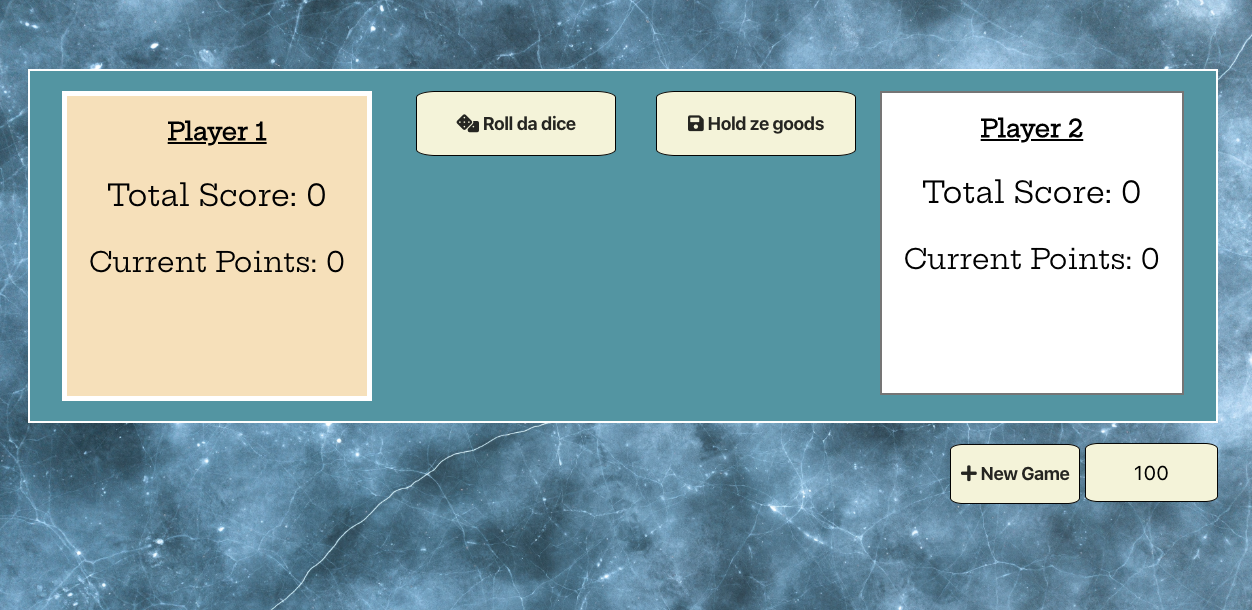 Player 1
Total Score: 0
Current Points: 0
Roll da dice
Hold ze goods
Player 2
Total Score: 0
Current Points: 0
New Game
100